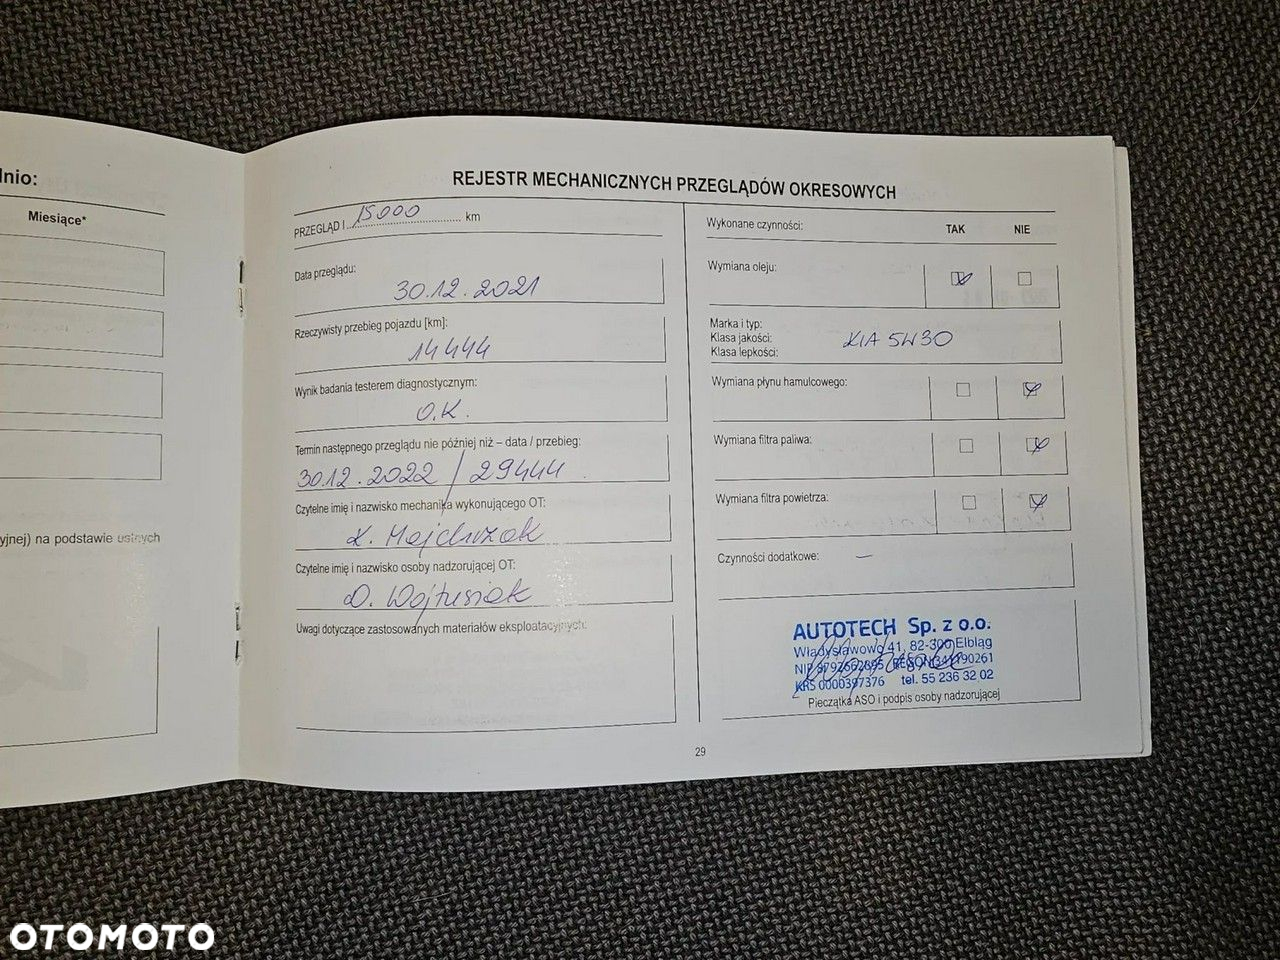 dnio:
Miesiące*
yjnej) na podstawie ustnych
REJESTR MECHANICZNYCH PRZEGLĄDÓW OKRESOWYCH
PRZEGLĄD I 15000 km
Data przeglądu:
30.12.2021
Rzeczywisty przebieg pojazdu [km]:
14444
Wynik badania testerem diagnostycznym:
O.K.
Termin następnego przeglądu nie później niż – data / przebieg:
30.12.2022 / 29444
Czytelne imię i nazwisko mechanika wykonującego OT:
Ł. Majchrzak
Czytelne imię i nazwisko osoby nadzorującej OT:
D. Wojtusiak
Uwagi dotyczące zastosowanych materiałów eksploatacyjnych:
Wykonane czynności: TAK NIE
Wymiana oleju:
Marka i typ:
Klasa jakości: KIA 5W30
Klasa lepkości:
Wymiana płynu hamulcowego:
Wymiana filtra paliwa:
Wymiana filtra powietrza:
Czynności dodatkowe: –
AUTOTECH Sp. z o.o.
Władysławowo 41, 82-300 Elbląg
NIP REGON
KRS 0000397376 tel. 55 236 32 02
Pieczątka ASO i podpis osoby nadzorującej
29
OTOMOTO